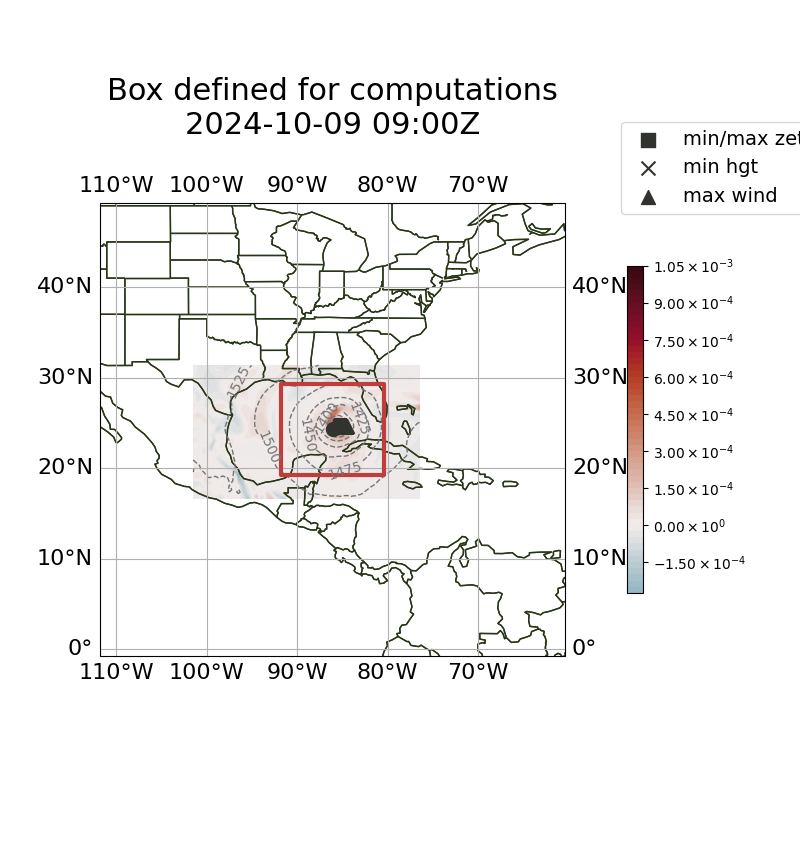 Box defined for computations
2024-10-09 09:00Z
min/max zet
min hgt
max wind
110°W 100°W 90°W 80°W 70°W
40°N 40°N
30°N 30°N
20°N 20°N
10°N 10°N
0° 0°
110°W 100°W 90°W 80°W 70°W
1525
1500
1450
1475
1475
1.05 × 10⁻³
9.00 × 10⁻⁴
7.50 × 10⁻⁴
6.00 × 10⁻⁴
4.50 × 10⁻⁴
3.00 × 10⁻⁴
1.50 × 10⁻⁴
0.00 × 10⁰
−1.50 × 10⁻⁴